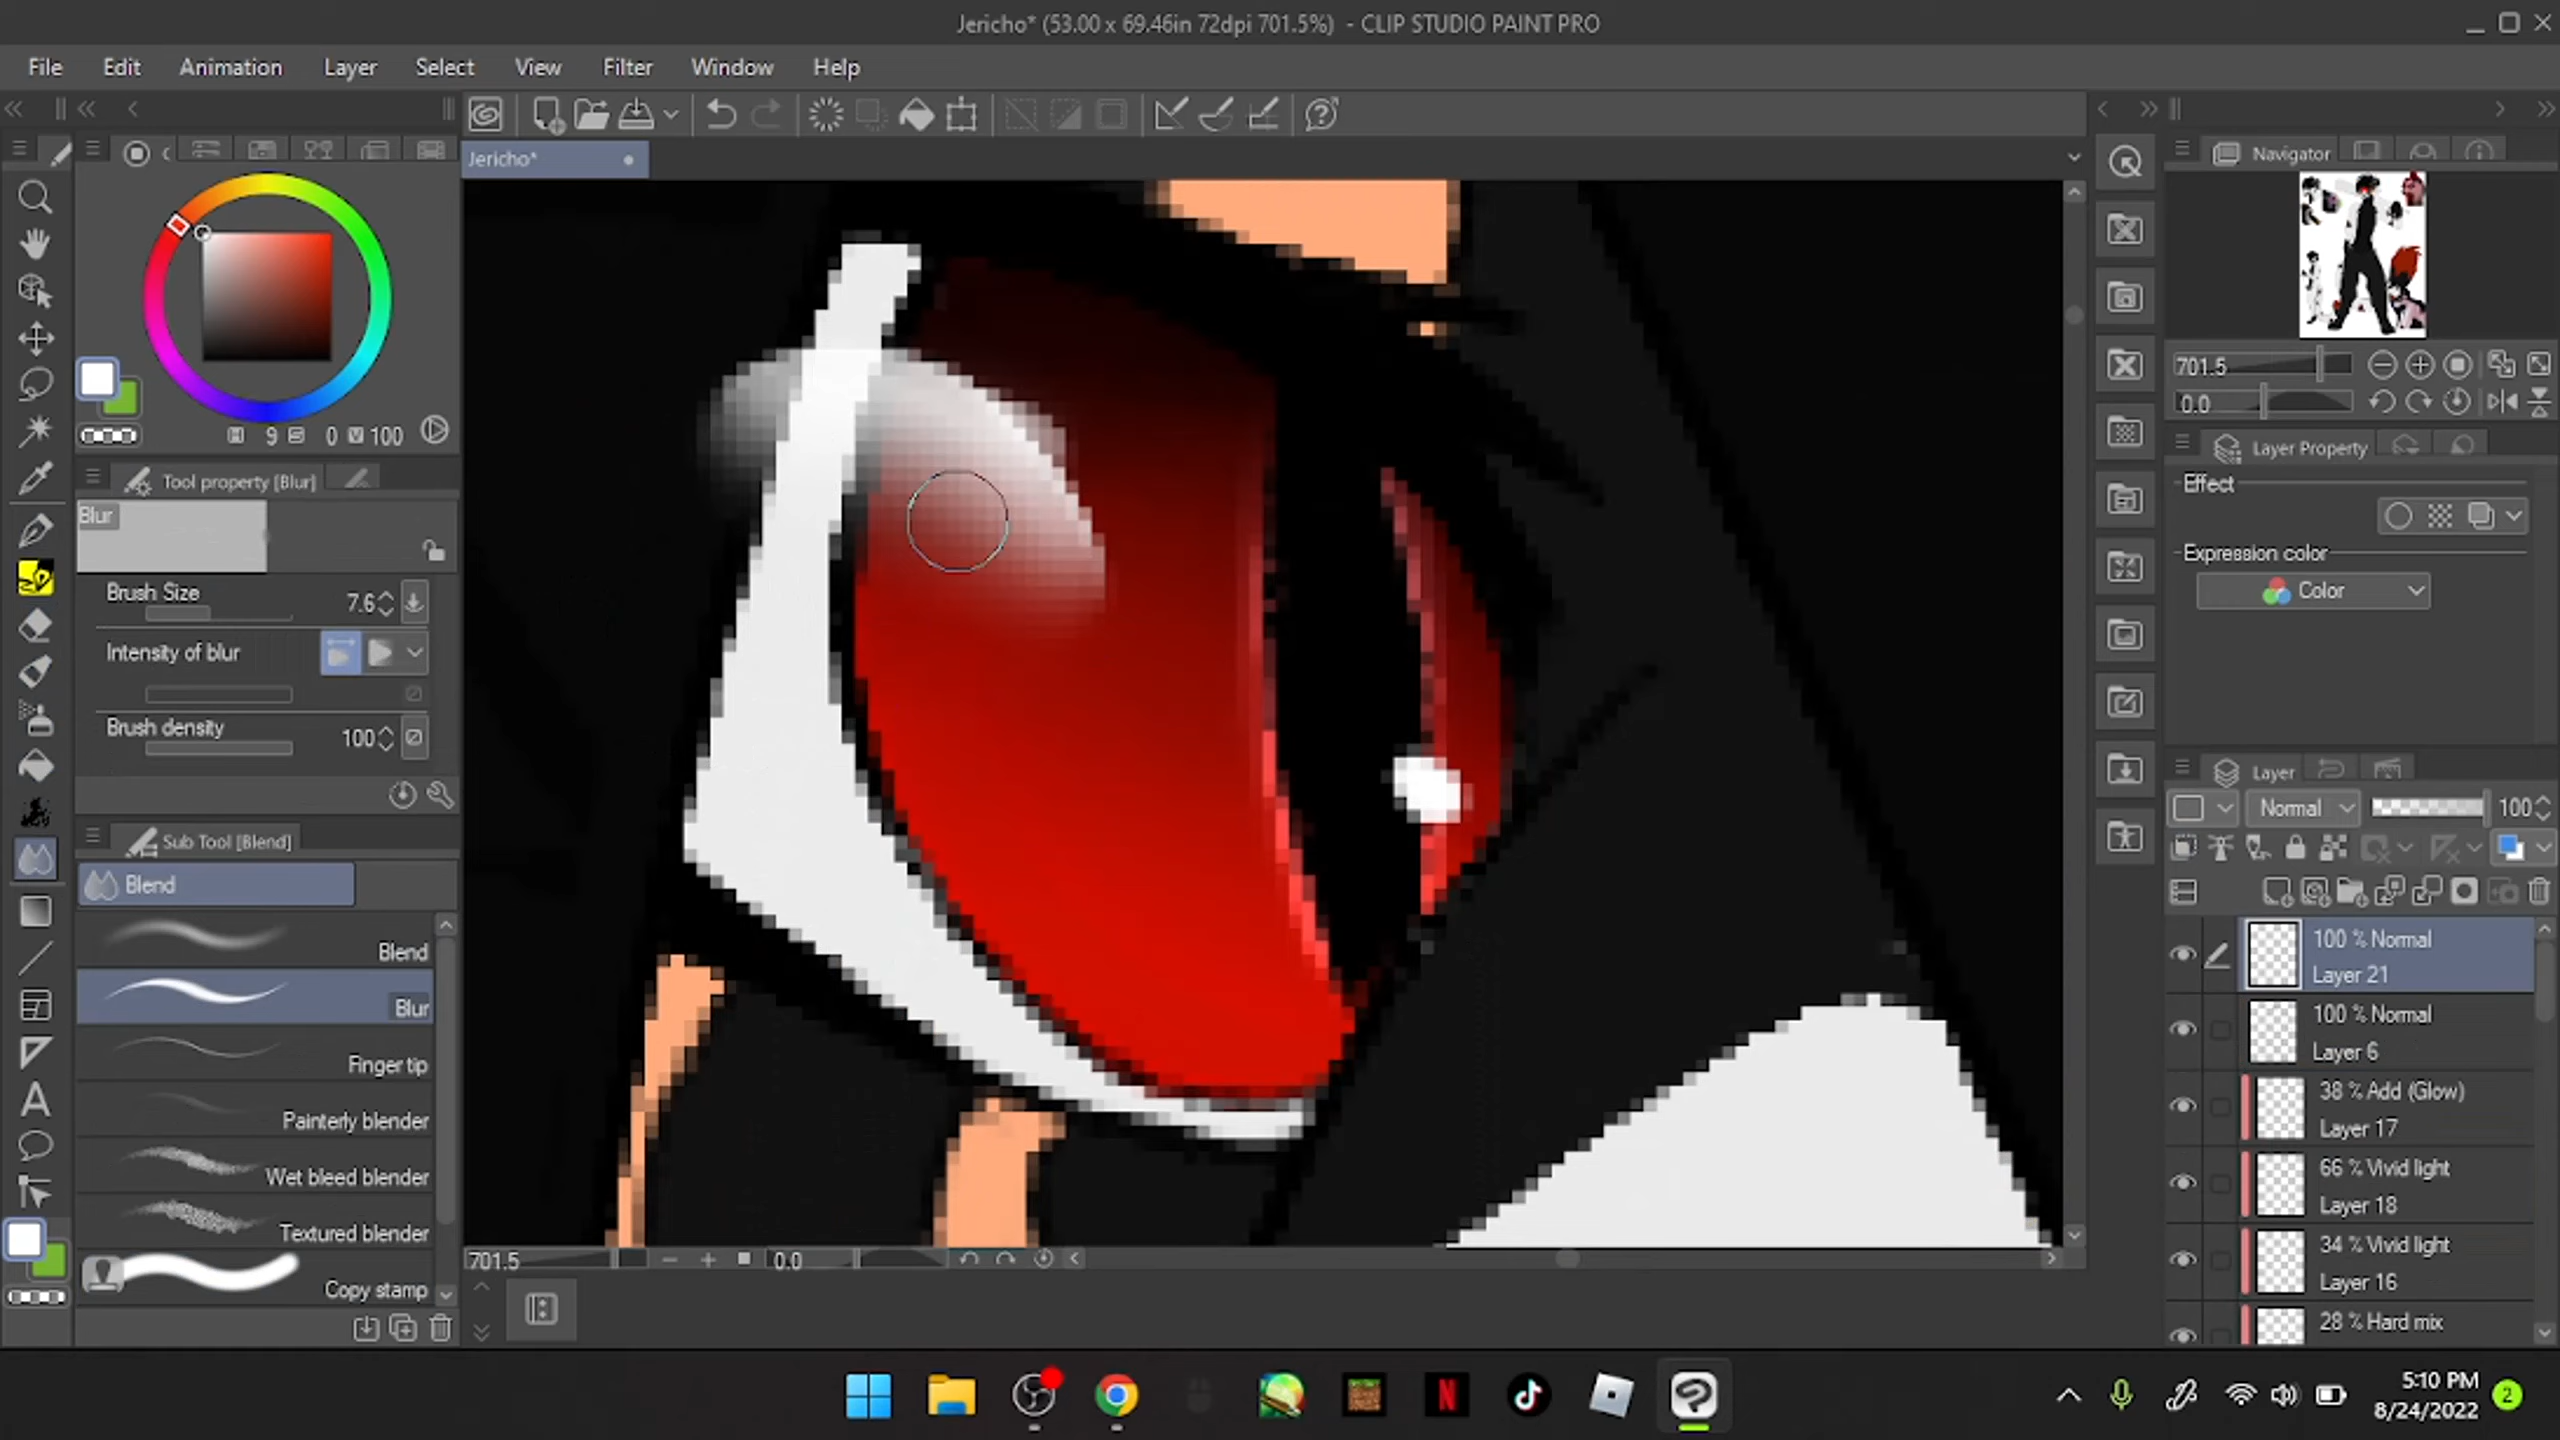 Jericho* (53.00 x 69.46in 72dpi 701.5%) - CLIP STUDIO PAINT PRO
File Edit Animation Layer Select View Filter Window Help
Jericho*
Navigator
9 0 100
701.5
0.0
Tool property [Blur]
Blur
Brush Size 7.6
Intensity of blur
Brush density 100
Sub Tool [Blend]
Blend
Blend
Blur
Finger tip
Painterly blender
Wet bleed blender
Textured blender
Copy stamp
701.5 0.0
Layer Property
Effect
Expression color
Color
Layer
Normal 100
100 % Normal
Layer 21
100 % Normal
Layer 6
38 % Add (Glow)
Layer 17
66 % Vivid light
Layer 18
34 % Vivid light
Layer 16
28 % Hard mix
5:10 PM
8/24/2022
2